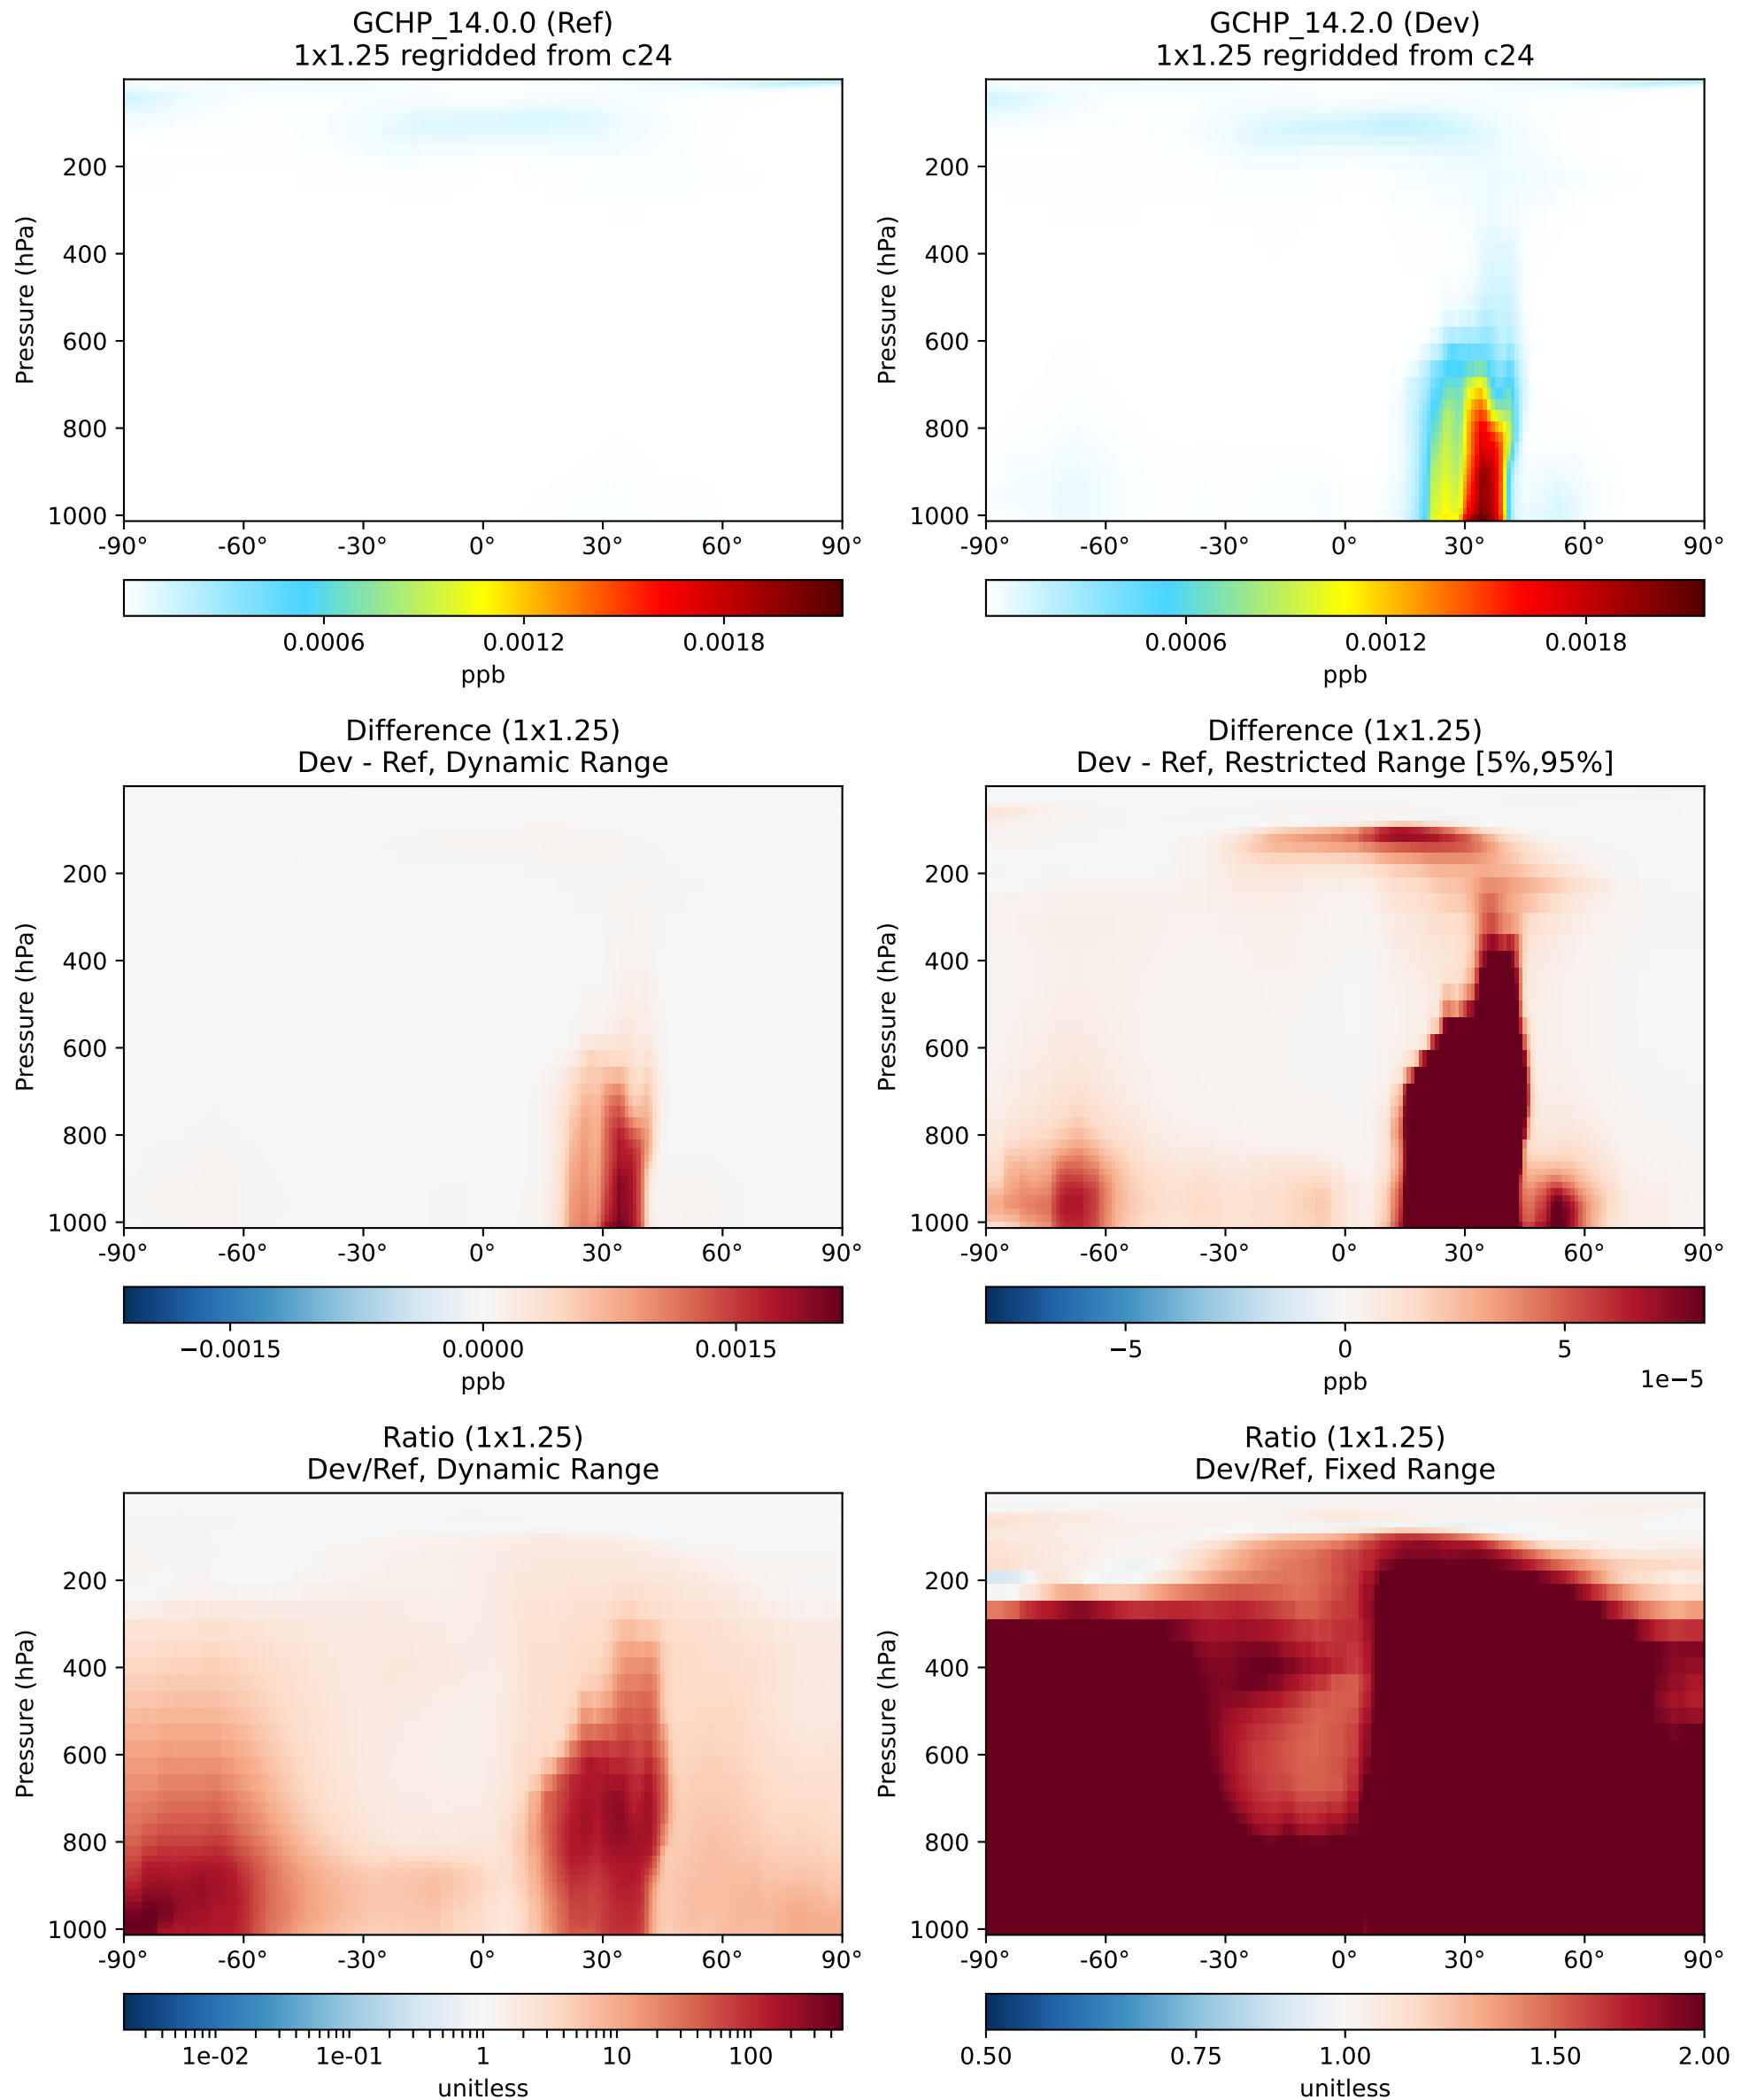 GCHP_14.0.0 (Ref)
1x1.25 regridded from c24
Pressure (hPa)
200
400
600
800
1000
-90° -60° -30° 0° 30° 60° 90°
0.0006 0.0012 0.0018
ppb
GCHP_14.2.0 (Dev)
1x1.25 regridded from c24
Pressure (hPa)
200
400
600
800
1000
-90° -60° -30° 0° 30° 60° 90°
0.0006 0.0012 0.0018
ppb
Difference (1x1.25)
Dev - Ref, Dynamic Range
Pressure (hPa)
200
400
600
800
1000
-90° -60° -30° 0° 30° 60° 90°
−0.0015 0.0000 0.0015
ppb
Difference (1x1.25)
Dev - Ref, Restricted Range [5%,95%]
Pressure (hPa)
200
400
600
800
1000
-90° -60° -30° 0° 30° 60° 90°
−5 0 5
ppb
1e−5
Ratio (1x1.25)
Dev/Ref, Dynamic Range
Pressure (hPa)
200
400
600
800
1000
-90° -60° -30° 0° 30° 60° 90°
1e-02 1e-01 1 10 100
unitless
Ratio (1x1.25)
Dev/Ref, Fixed Range
Pressure (hPa)
200
400
600
800
1000
-90° -60° -30° 0° 30° 60° 90°
0.50 0.75 1.00 1.50 2.00
unitless